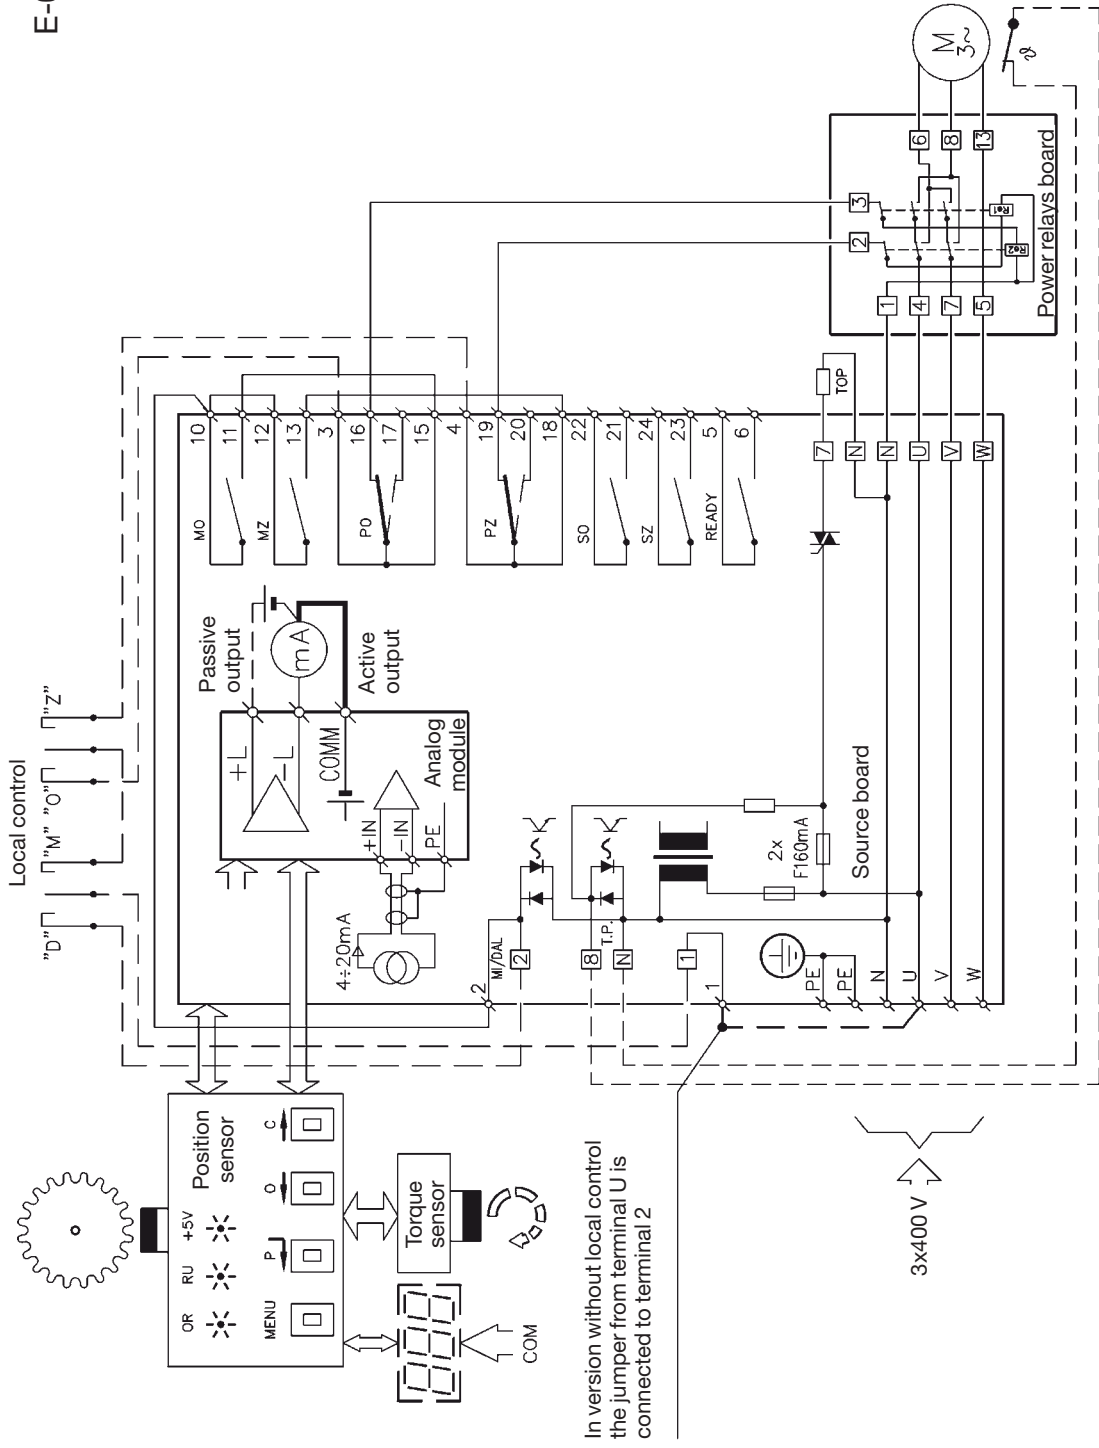 E-
Local control
"D"
"M"
"O"
"Z"
Position
sensor
OR
RU
+5V
MENU
P
O
C
COM
Torque
sensor
4÷20mA
+IN
-IN
PE
Analog
module
+L
-L
COMM
Passive
output
mA
Active
output
MO
MZ
PO
PZ
SO
SZ
READY
10
11
12
13
3
16
17
15
4
19
20
18
22
21
24
23
5
6
2
MI/DAL
2
8
T.P.
N
1
1
PE
PE
N
U
V
W
2x
F160mA
Source board
7
N
N
U
V
W
TOP
1
4
7
5
2
3
Re1
Re2
6
8
13
Power relays board
M
3~
ϑ
In version without local control
the jumper from terminal U is
connected to terminal 2
3x400 V